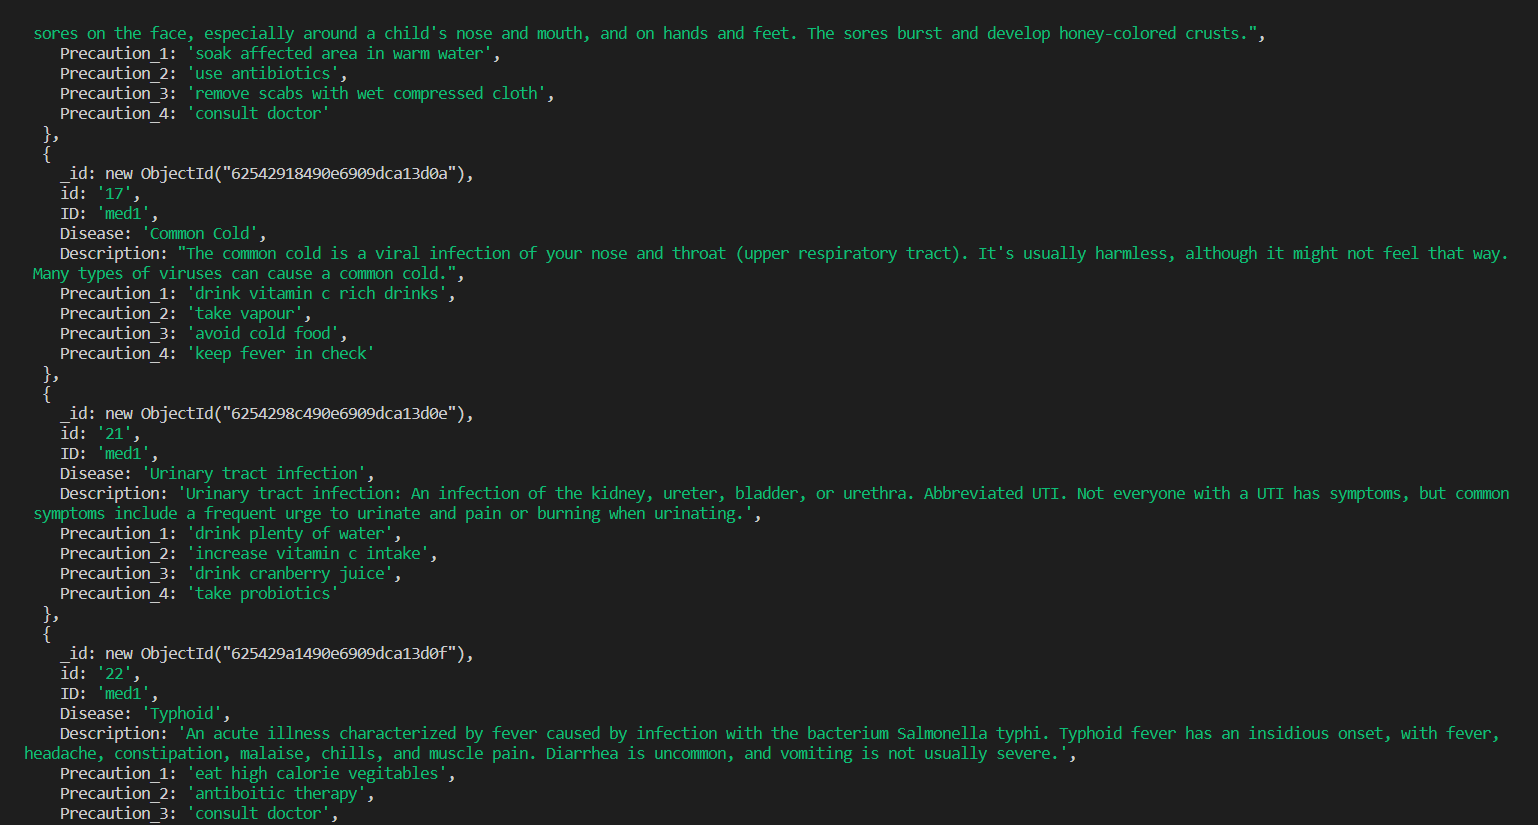 sores on the face, especially around a child's nose and mouth, and on hands and feet. The sores burst and develop honey-colored crusts.",
Precaution_1: 'soak affected area in warm water',
Precaution_2: 'use antibiotics',
Precaution_3: 'remove scabs with wet compressed cloth',
Precaution_4: 'consult doctor'
},
{
_id: new ObjectId("62542918490e6909dca13d0a"),
id: '17',
ID: 'med1',
Disease: 'Common Cold',
Description: "The common cold is a viral infection of your nose and throat (upper respiratory tract). It's usually harmless, although it might not feel that way.
Many types of viruses can cause a common cold.",
Precaution_1: 'drink vitamin c rich drinks',
Precaution_2: 'take vapour',
Precaution_3: 'avoid cold food',
Precaution_4: 'keep fever in check'
},
{
_id: new ObjectId("6254298c490e6909dca13d0e"),
id: '21',
ID: 'med1',
Disease: 'Urinary tract infection',
Description: 'Urinary tract infection: An infection of the kidney, ureter, bladder, or urethra. Abbreviated UTI. Not everyone with a UTI has symptoms, but common
symptoms include a frequent urge to urinate and pain or burning when urinating.',
Precaution_1: 'drink plenty of water',
Precaution_2: 'increase vitamin c intake',
Precaution_3: 'drink cranberry juice',
Precaution_4: 'take probiotics'
},
{
_id: new ObjectId("625429a1490e6909dca13d0f"),
id: '22',
ID: 'med1',
Disease: 'Typhoid',
Description: 'An acute illness characterized by fever caused by infection with the bacterium Salmonella typhi. Typhoid fever has an insidious onset, with fever,
headache, constipation, malaise, chills, and muscle pain. Diarrhea is uncommon, and vomiting is not usually severe.',
Precaution_1: 'eat high calorie vegitables',
Precaution_2: 'antiboitic therapy',
Precaution_3: 'consult doctor',